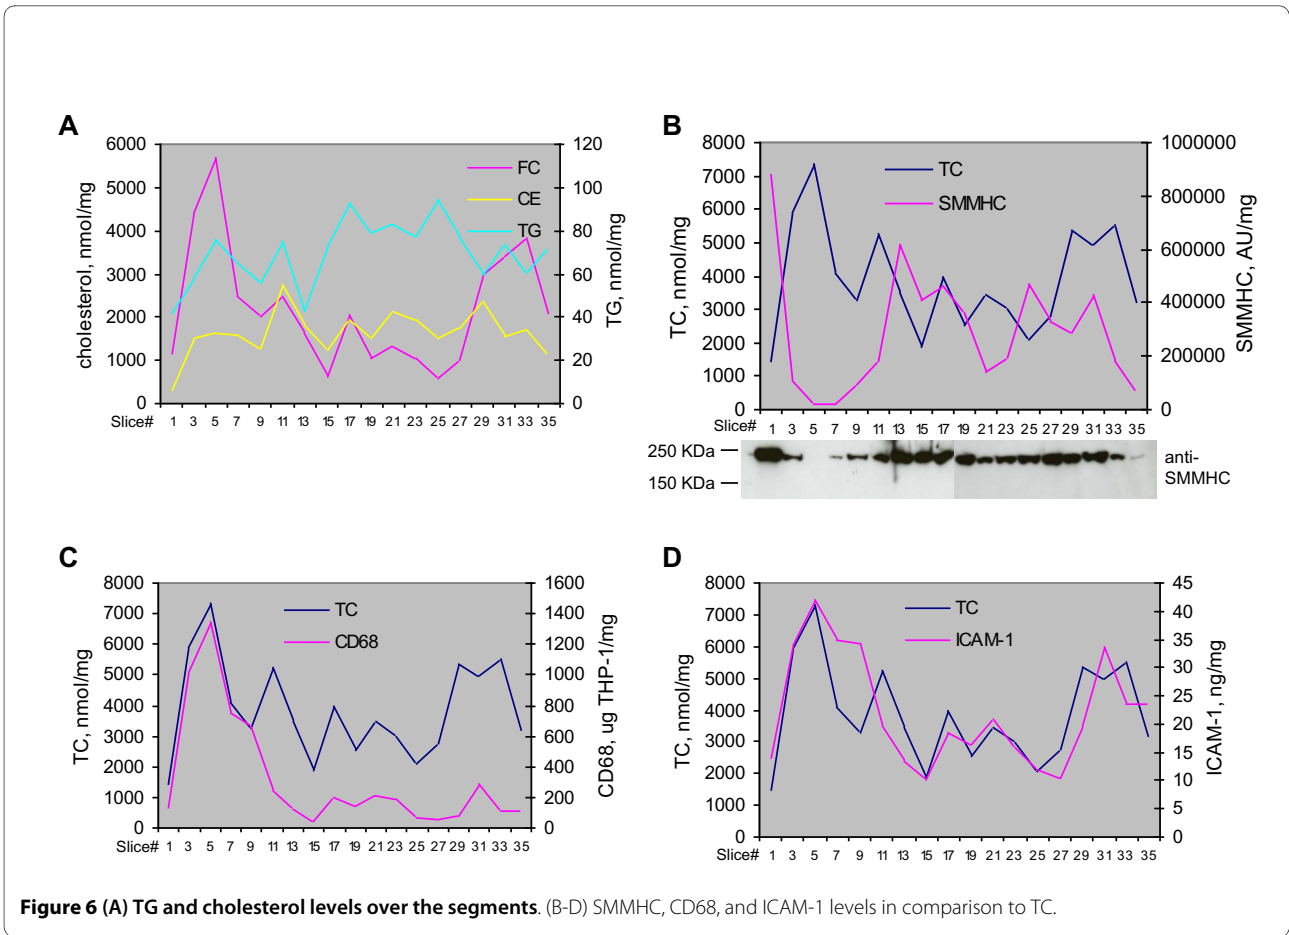 A
6000
5000
4000
3000
2000
1000
0
cholesterol, nmol/mg
120
100
80
60
40
20
0
TG, nmol/mg
FC
CE
TG
Slice# 1 3 5 7 9 11 13 15 17 19 21 23 25 27 29 31 33 35
B
8000
7000
6000
5000
4000
3000
2000
1000
0
TC, nmol/mg
1000000
800000
600000
400000
200000
0
SMMHC, AU/mg
TC
SMMHC
Slice# 1 3 5 7 9 11 13 15 17 19 21 23 25 27 29 31 33 35
250 KDa
150 KDa
anti-
SMMHC
C
8000
7000
6000
5000
4000
3000
2000
1000
0
TC, nmol/mg
1600
1400
1200
1000
800
600
400
200
0
CD68, ug THP-1/mg
TC
CD68
Slice# 1 3 5 7 9 11 13 15 17 19 21 23 25 27 29 31 33 35
D
8000
7000
6000
5000
4000
3000
2000
1000
0
TC, nmol/mg
45
40
35
30
25
20
15
10
5
0
ICAM-1, ng/mg
TC
ICAM-1
Slice# 1 3 5 7 9 11 13 15 17 19 21 23 25 27 29 31 33 35
Figure 6 (A) TG and cholesterol levels over the segments. (B-D) SMMHC, CD68, and ICAM-1 levels in comparison to TC.